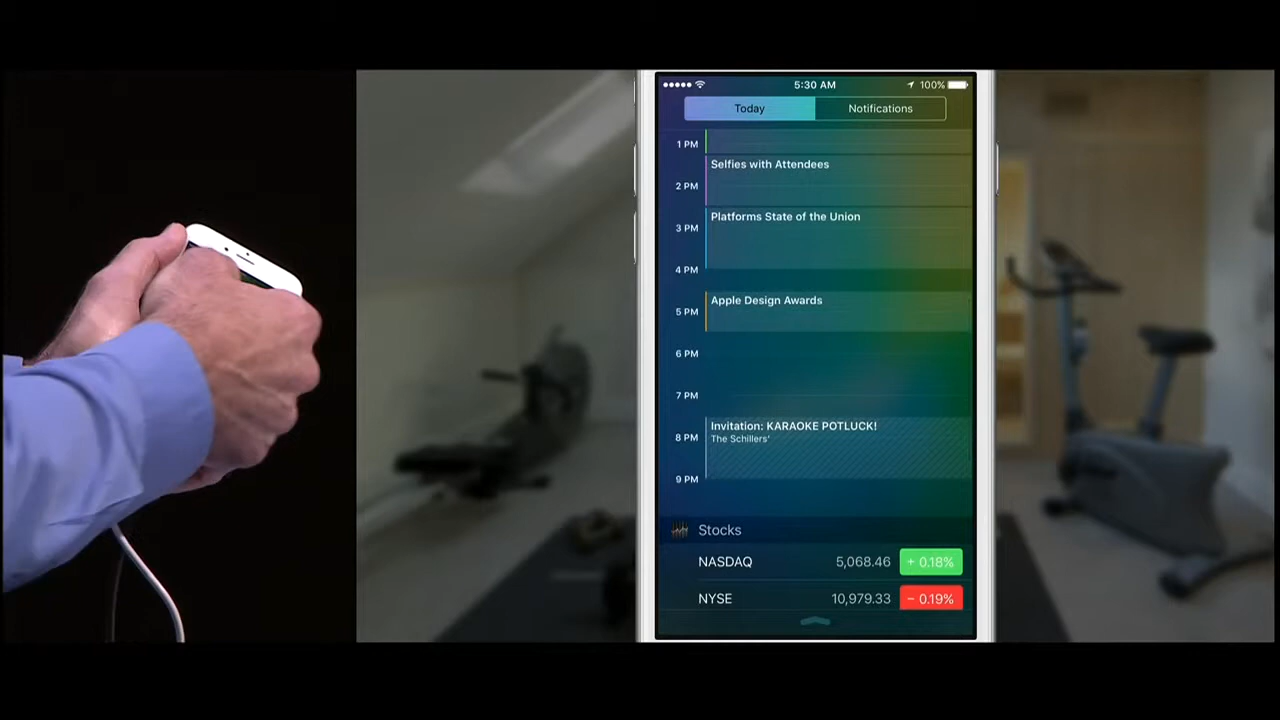 5:30 AM
100%
Today
Notifications
1 PM
Selfies with Attendees
2 PM
Platforms State of the Union
3 PM
4 PM
Apple Design Awards
5 PM
6 PM
7 PM
Invitation: KARAOKE POTLUCK!
8 PM
The Schillers'
9 PM
Stocks
NASDAQ 5,068.46 + 0.18%
NYSE 10,979.33 − 0.19%